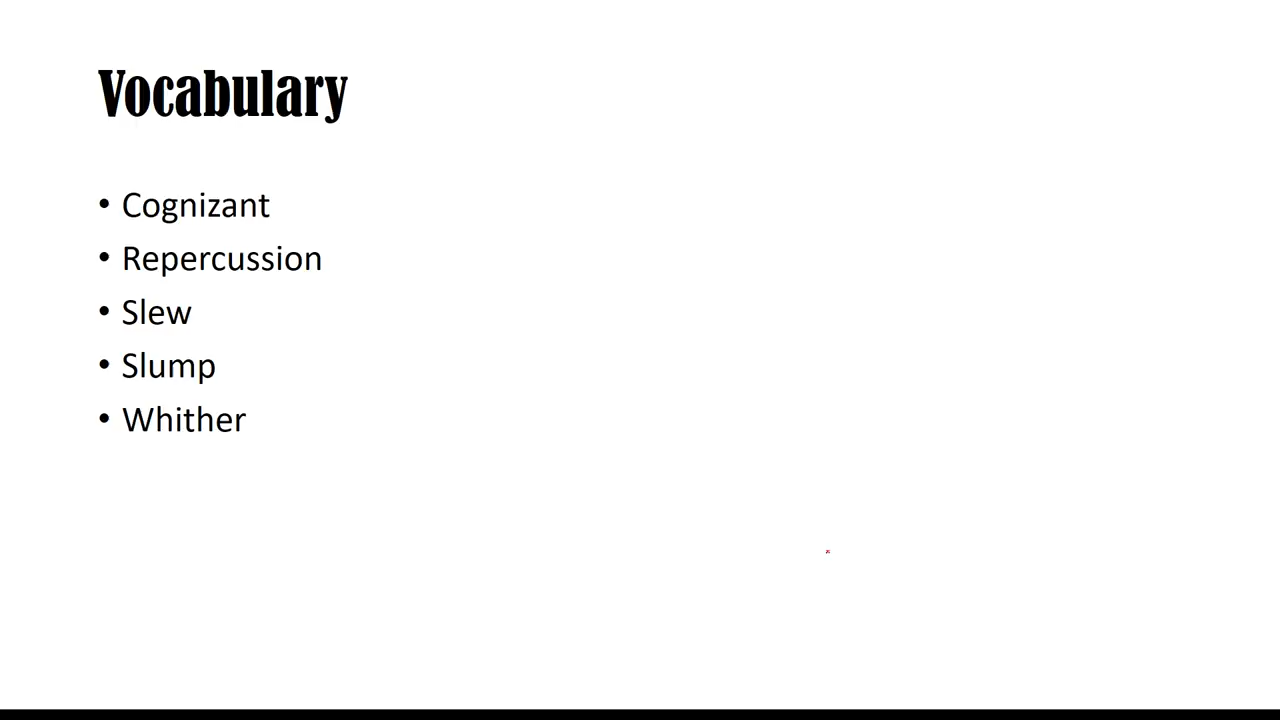 Vocabulary
• Cognizant
• Repercussion
• Slew
• Slump
• Whither